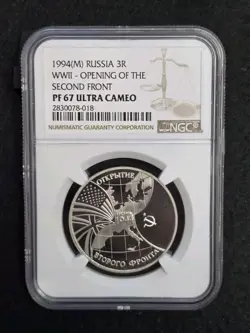 1994(M) RUSSIA 3R
WWII - OPENING OF THE
SECOND FRONT
PF 67 ULTRA CAMEO
2830078-018
NUMISMATIC GUARANTY CORPORATION
NGC
ОТКРЫТИЕ
ВТОРОГО ФРОНТА